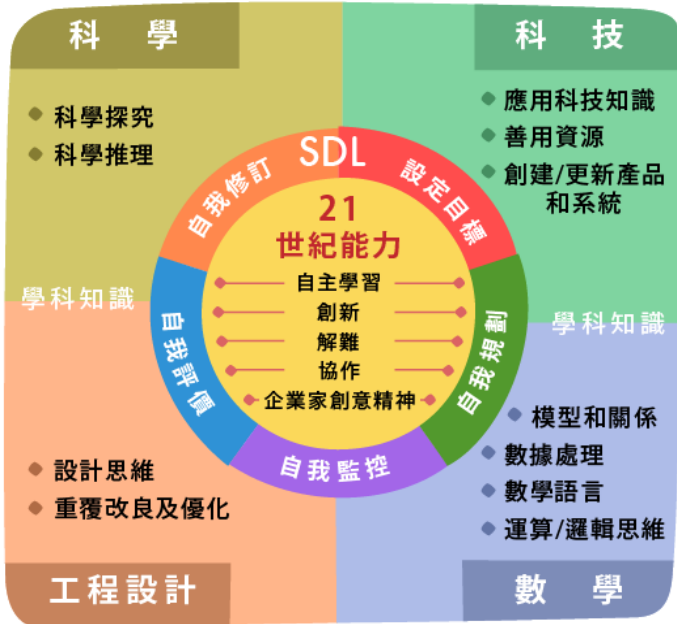 科學
科學探究
科學推理
科技
應用科技知識
善用資源
創建/更新產品
和系統
SDL
設定目標
自我規劃
自我監控
自我評價
自我修訂
21
世紀能力
自主學習
創新
解難
協作
企業家創意精神
學科知識
學科知識
設計思維
重覆改良及優化
工程設計
模型和關係
數據處理
數學語言
運算/邏輯思維
數學